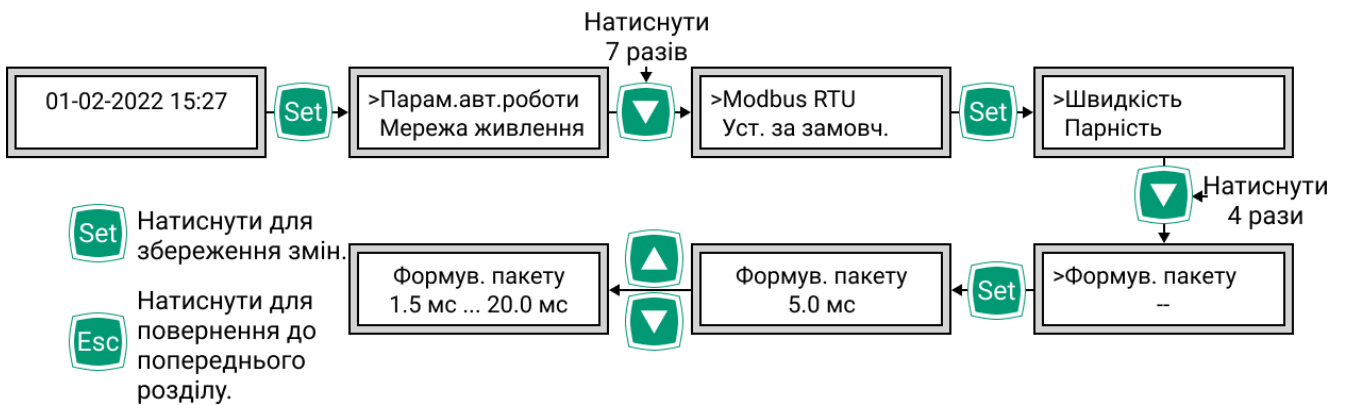 Натиснути
7 разів
01-02-2022 15:27
Set
>Парам.авт.роботи
Мережа живлення
>Modbus RTU
Уст. за замовч.
Set
>Швидкість
Парність
Натиснути
4 рази
>Формув. пакету
--
Set
Формув. пакету
5.0 мс
Формув. пакету
1.5 мс ... 20.0 мс
Set
Натиснути для
збереження змін.
Esc
Натиснути для
повернення до
попереднього
розділу.